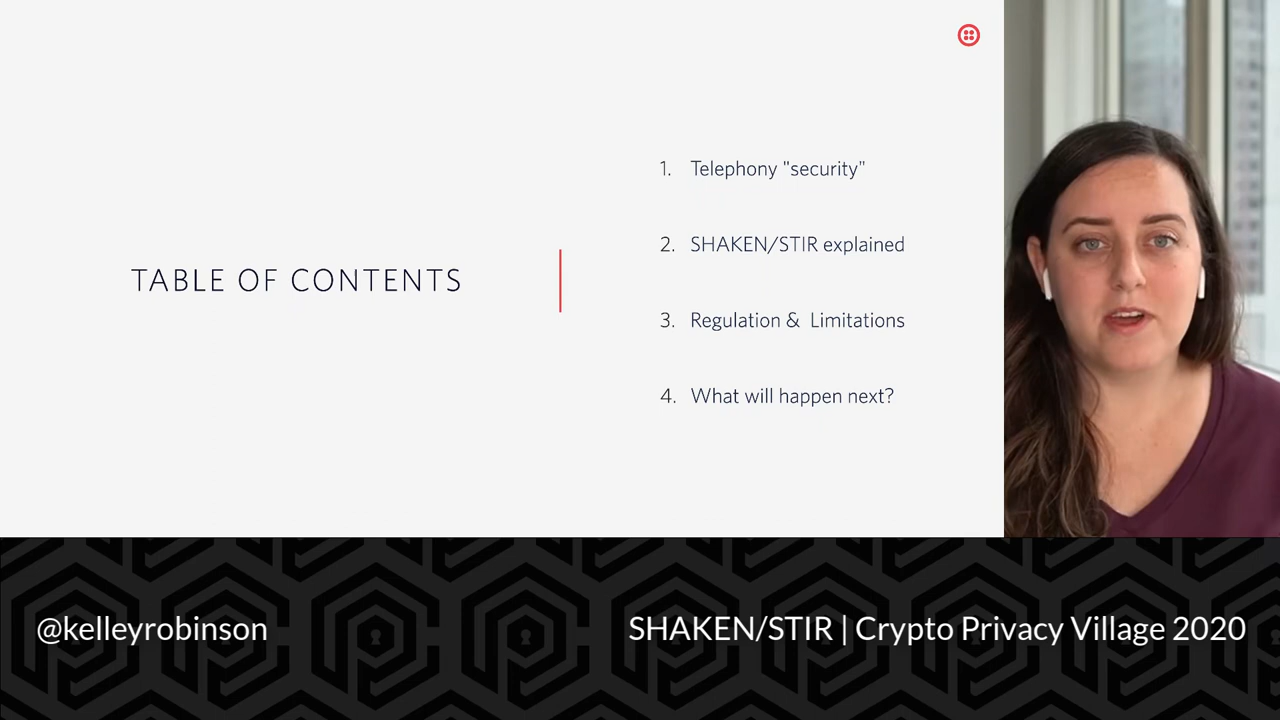 TABLE OF CONTENTS
1. Telephony "security"
2. SHAKEN/STIR explained
3. Regulation & Limitations
4. What will happen next?
@kelleyrobinson
SHAKEN/STIR | Crypto Privacy Village 2020